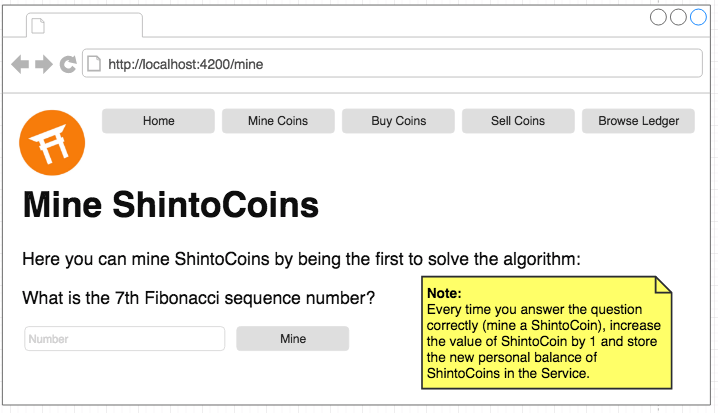 http://localhost:4200/mine
Home Mine Coins Buy Coins Sell Coins Browse Ledger
Mine ShintoCoins
Here you can mine ShintoCoins by being the first to solve the algorithm:
What is the 7th Fibonacci sequence number?
Number Mine
Note:
Every time you answer the question
correctly (mine a ShintoCoin), increase
the value of ShintoCoin by 1 and store
the new personal balance of
ShintoCoins in the Service.